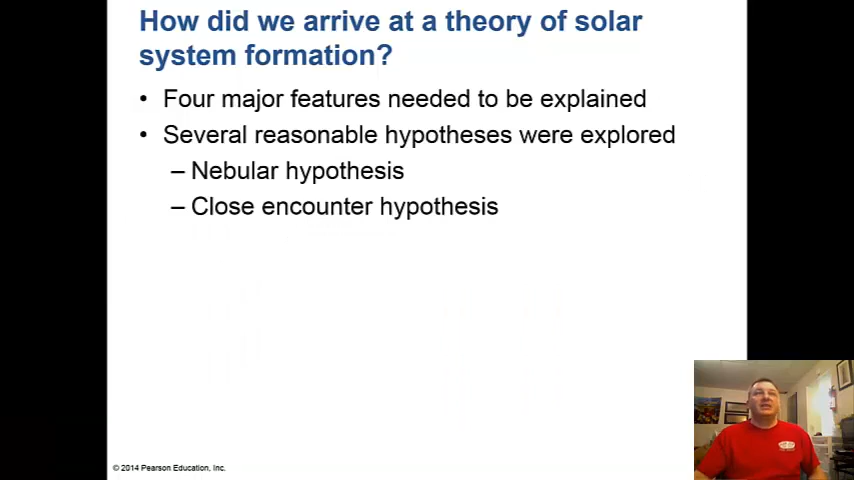 How did we arrive at a theory of solar
system formation?
• Four major features needed to be explained
• Several reasonable hypotheses were explored
– Nebular hypothesis
– Close encounter hypothesis
© 2014 Pearson Education, Inc.